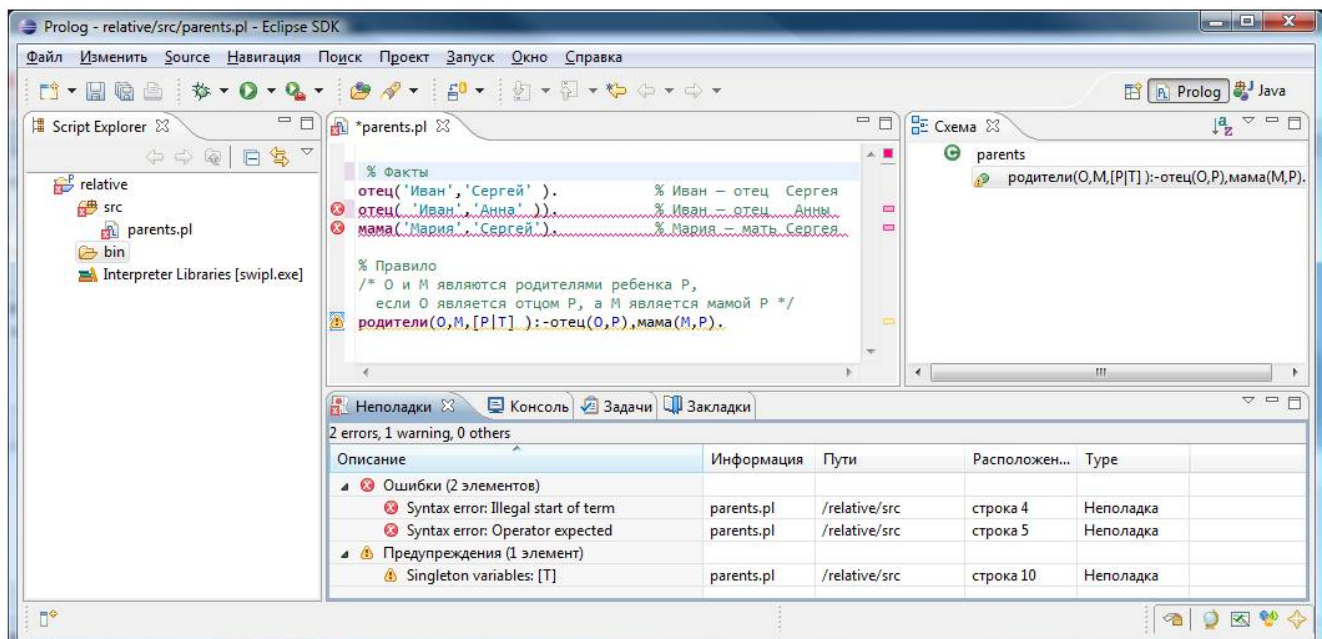 Prolog - relative/src/parents.pl - Eclipse SDK
Файл Изменить Source Навигация Поиск Проект Запуск Окно Справка
Prolog Java
Script Explorer
relative
src
parents.pl
bin
Interpreter Libraries [swipl.exe]
*parents.pl
% Факты
отец('Иван','Сергей' ). % Иван — отец Сергея
отец( 'Иван','Анна' )). % Иван — отец Анны
мама('Мария','Сергей'). % Мария — мать Сергея
% Правило
/* О и М являются родителями ребенка Р,
если О является отцом Р, а М является мамой Р */
родители(О,М,[Р|Т] ):-отец(О,Р),мама(М,Р).
Схема
parents
родители(О,М,[Р|Т] ):-отец(О,Р),мама(М,Р).
Неполадки Консоль Задачи Закладки
2 errors, 1 warning, 0 others
Описание Информация Пути Расположен... Type
Ошибки (2 элементов)
Syntax error: Illegal start of term parents.pl /relative/src строка 4 Неполадка
Syntax error: Operator expected parents.pl /relative/src строка 5 Неполадка
Предупреждения (1 элемент)
Singleton variables: [T] parents.pl /relative/src строка 10 Неполадка